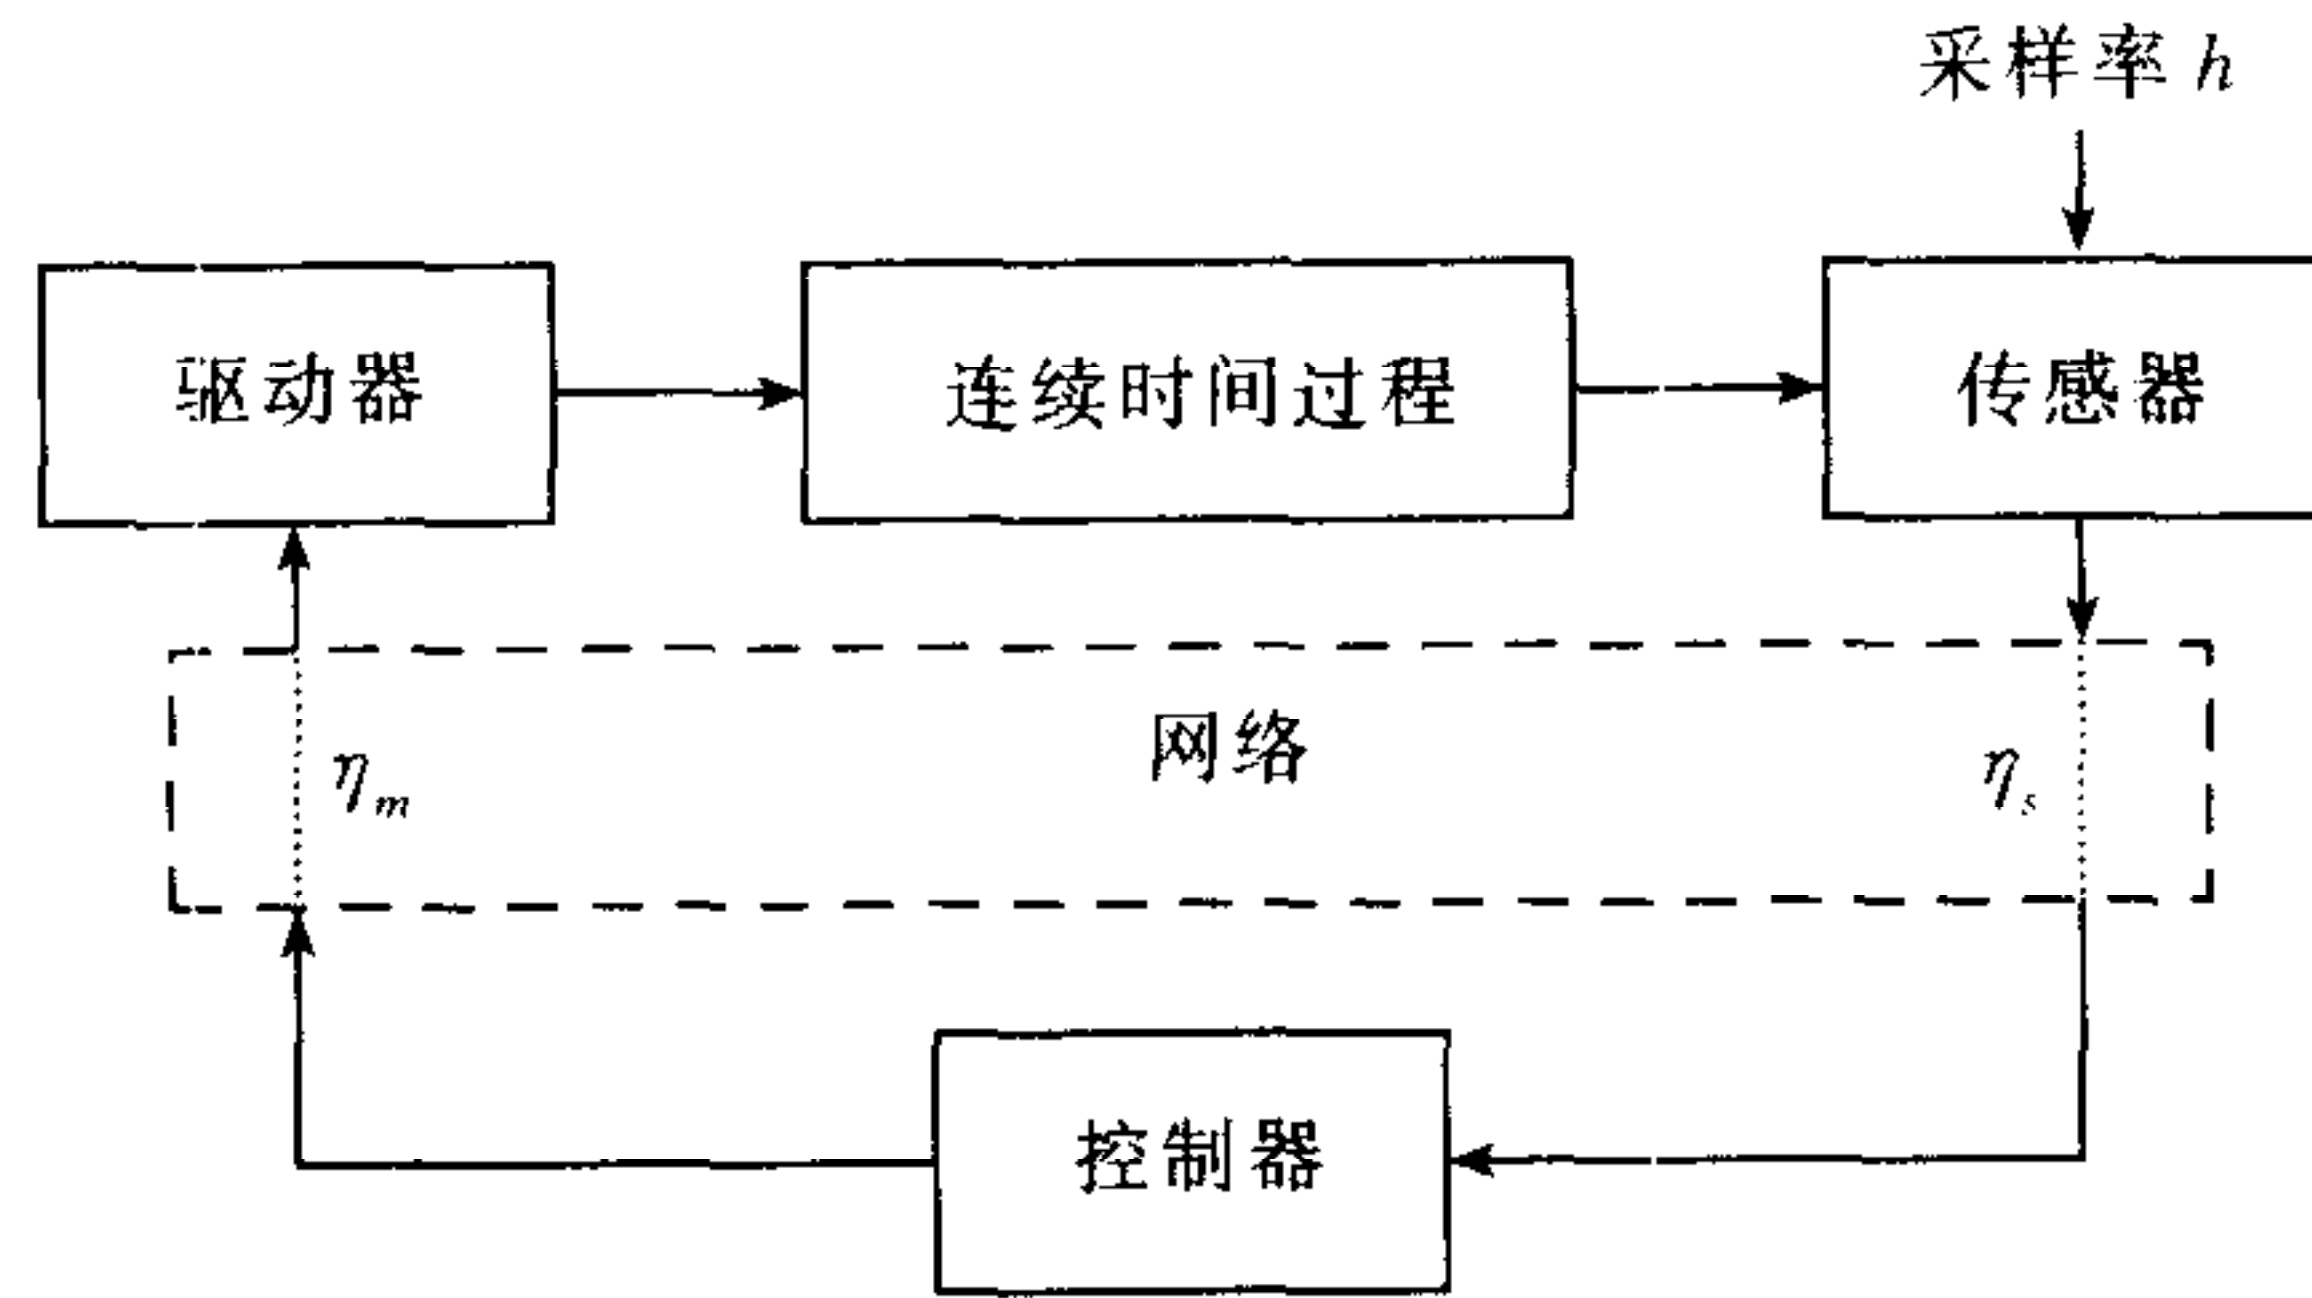 采样率 h
驱动器
连续时间过程
传感器
网络
η_m
η_s
控制器